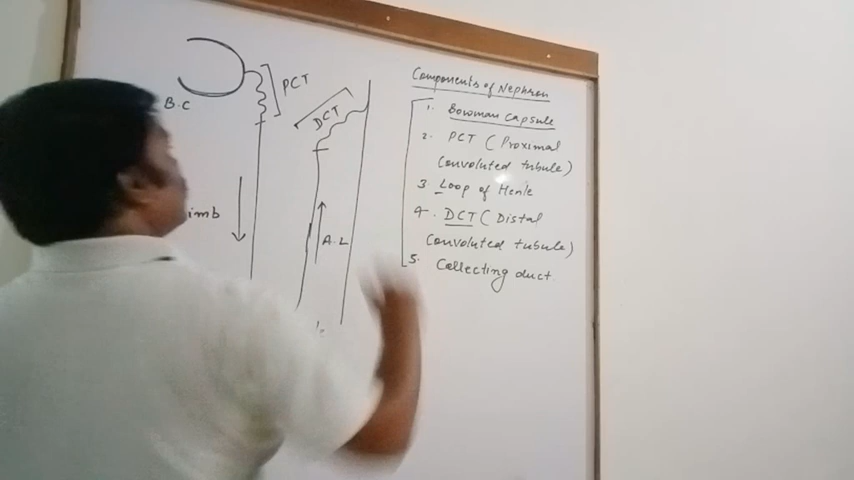 PCT
B.C
DCT
imb
A.L
Components of Nephron
1. Bowman Capsule
2. PCT (Proximal
Convoluted tubule)
3 Loop of Henle
4. DCT (Distal
Convoluted tubule)
5. Collecting duct